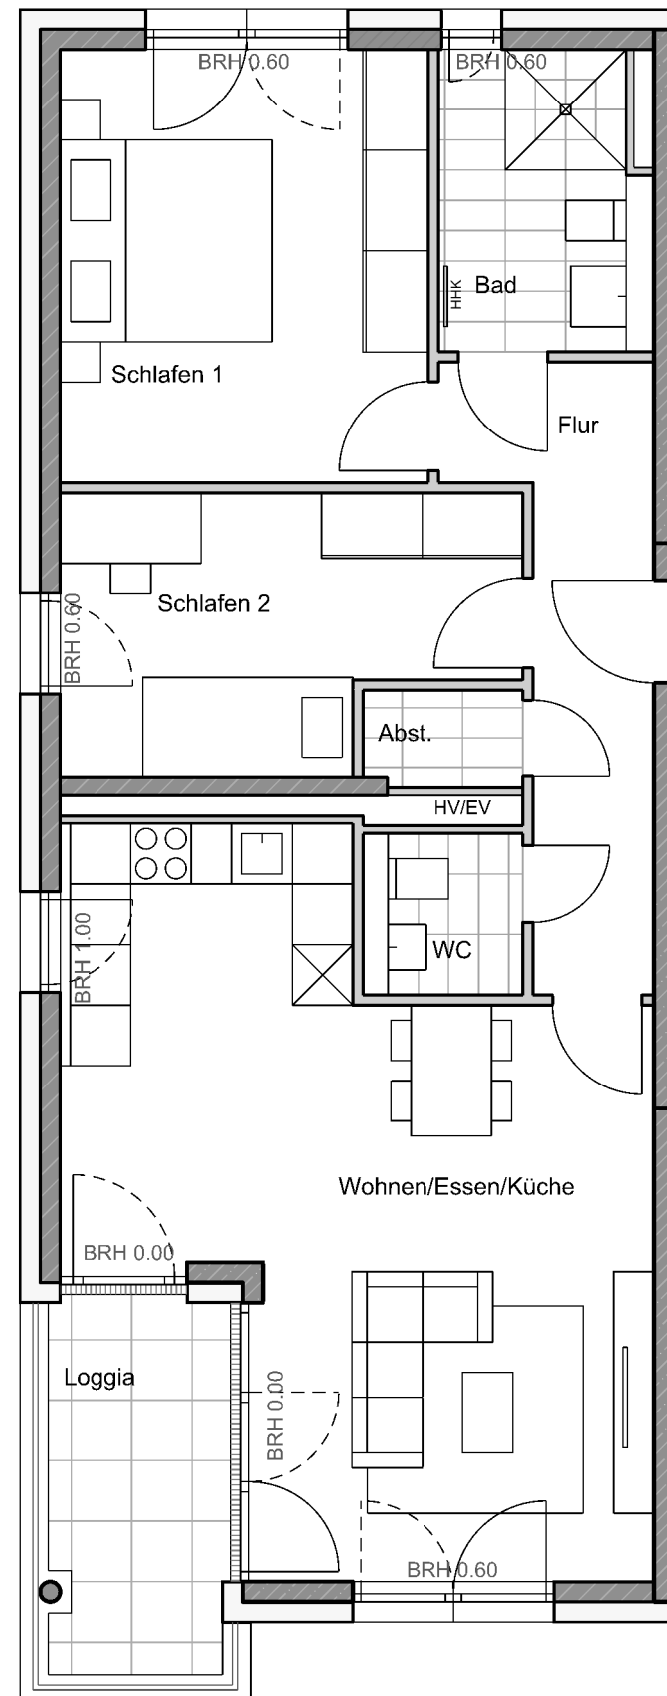 BRH 0.60
BRH 0.60
HHK
Bad
Schlafen 1
Flur
Schlafen 2
BRH 0.60
Abst.
HV/EV
BRH 1.00
WC
Wohnen/Essen/Küche
BRH 0.00
Loggia
BRH 0.00
BRH 0.60